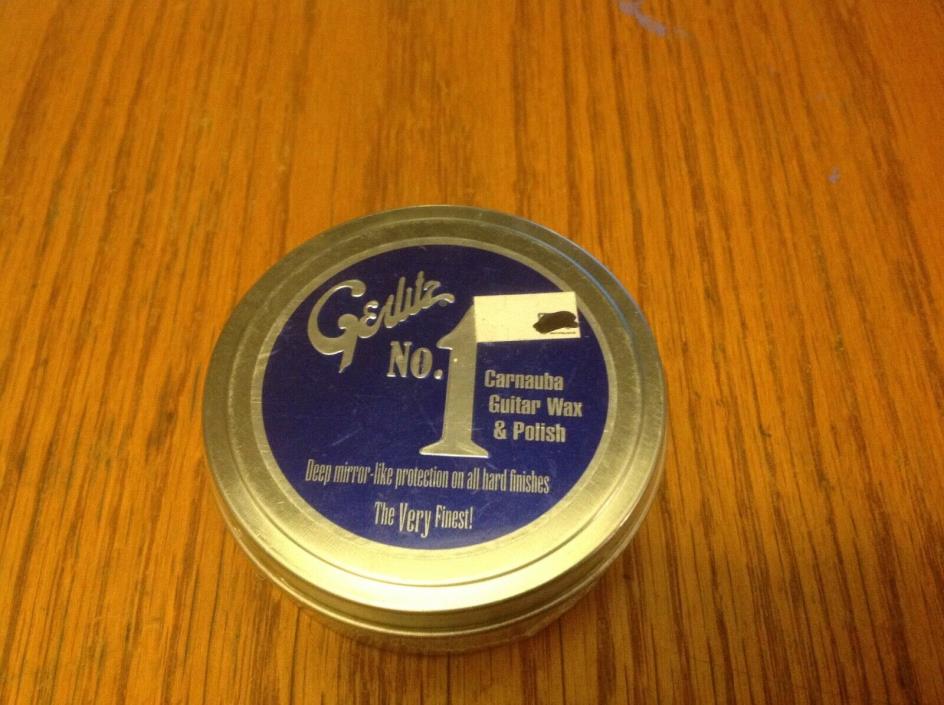 Gerlitz
No. 1
Carnauba
Guitar Wax
& Polish
Deep mirror-like protection on all hard finishes
The Very Finest!